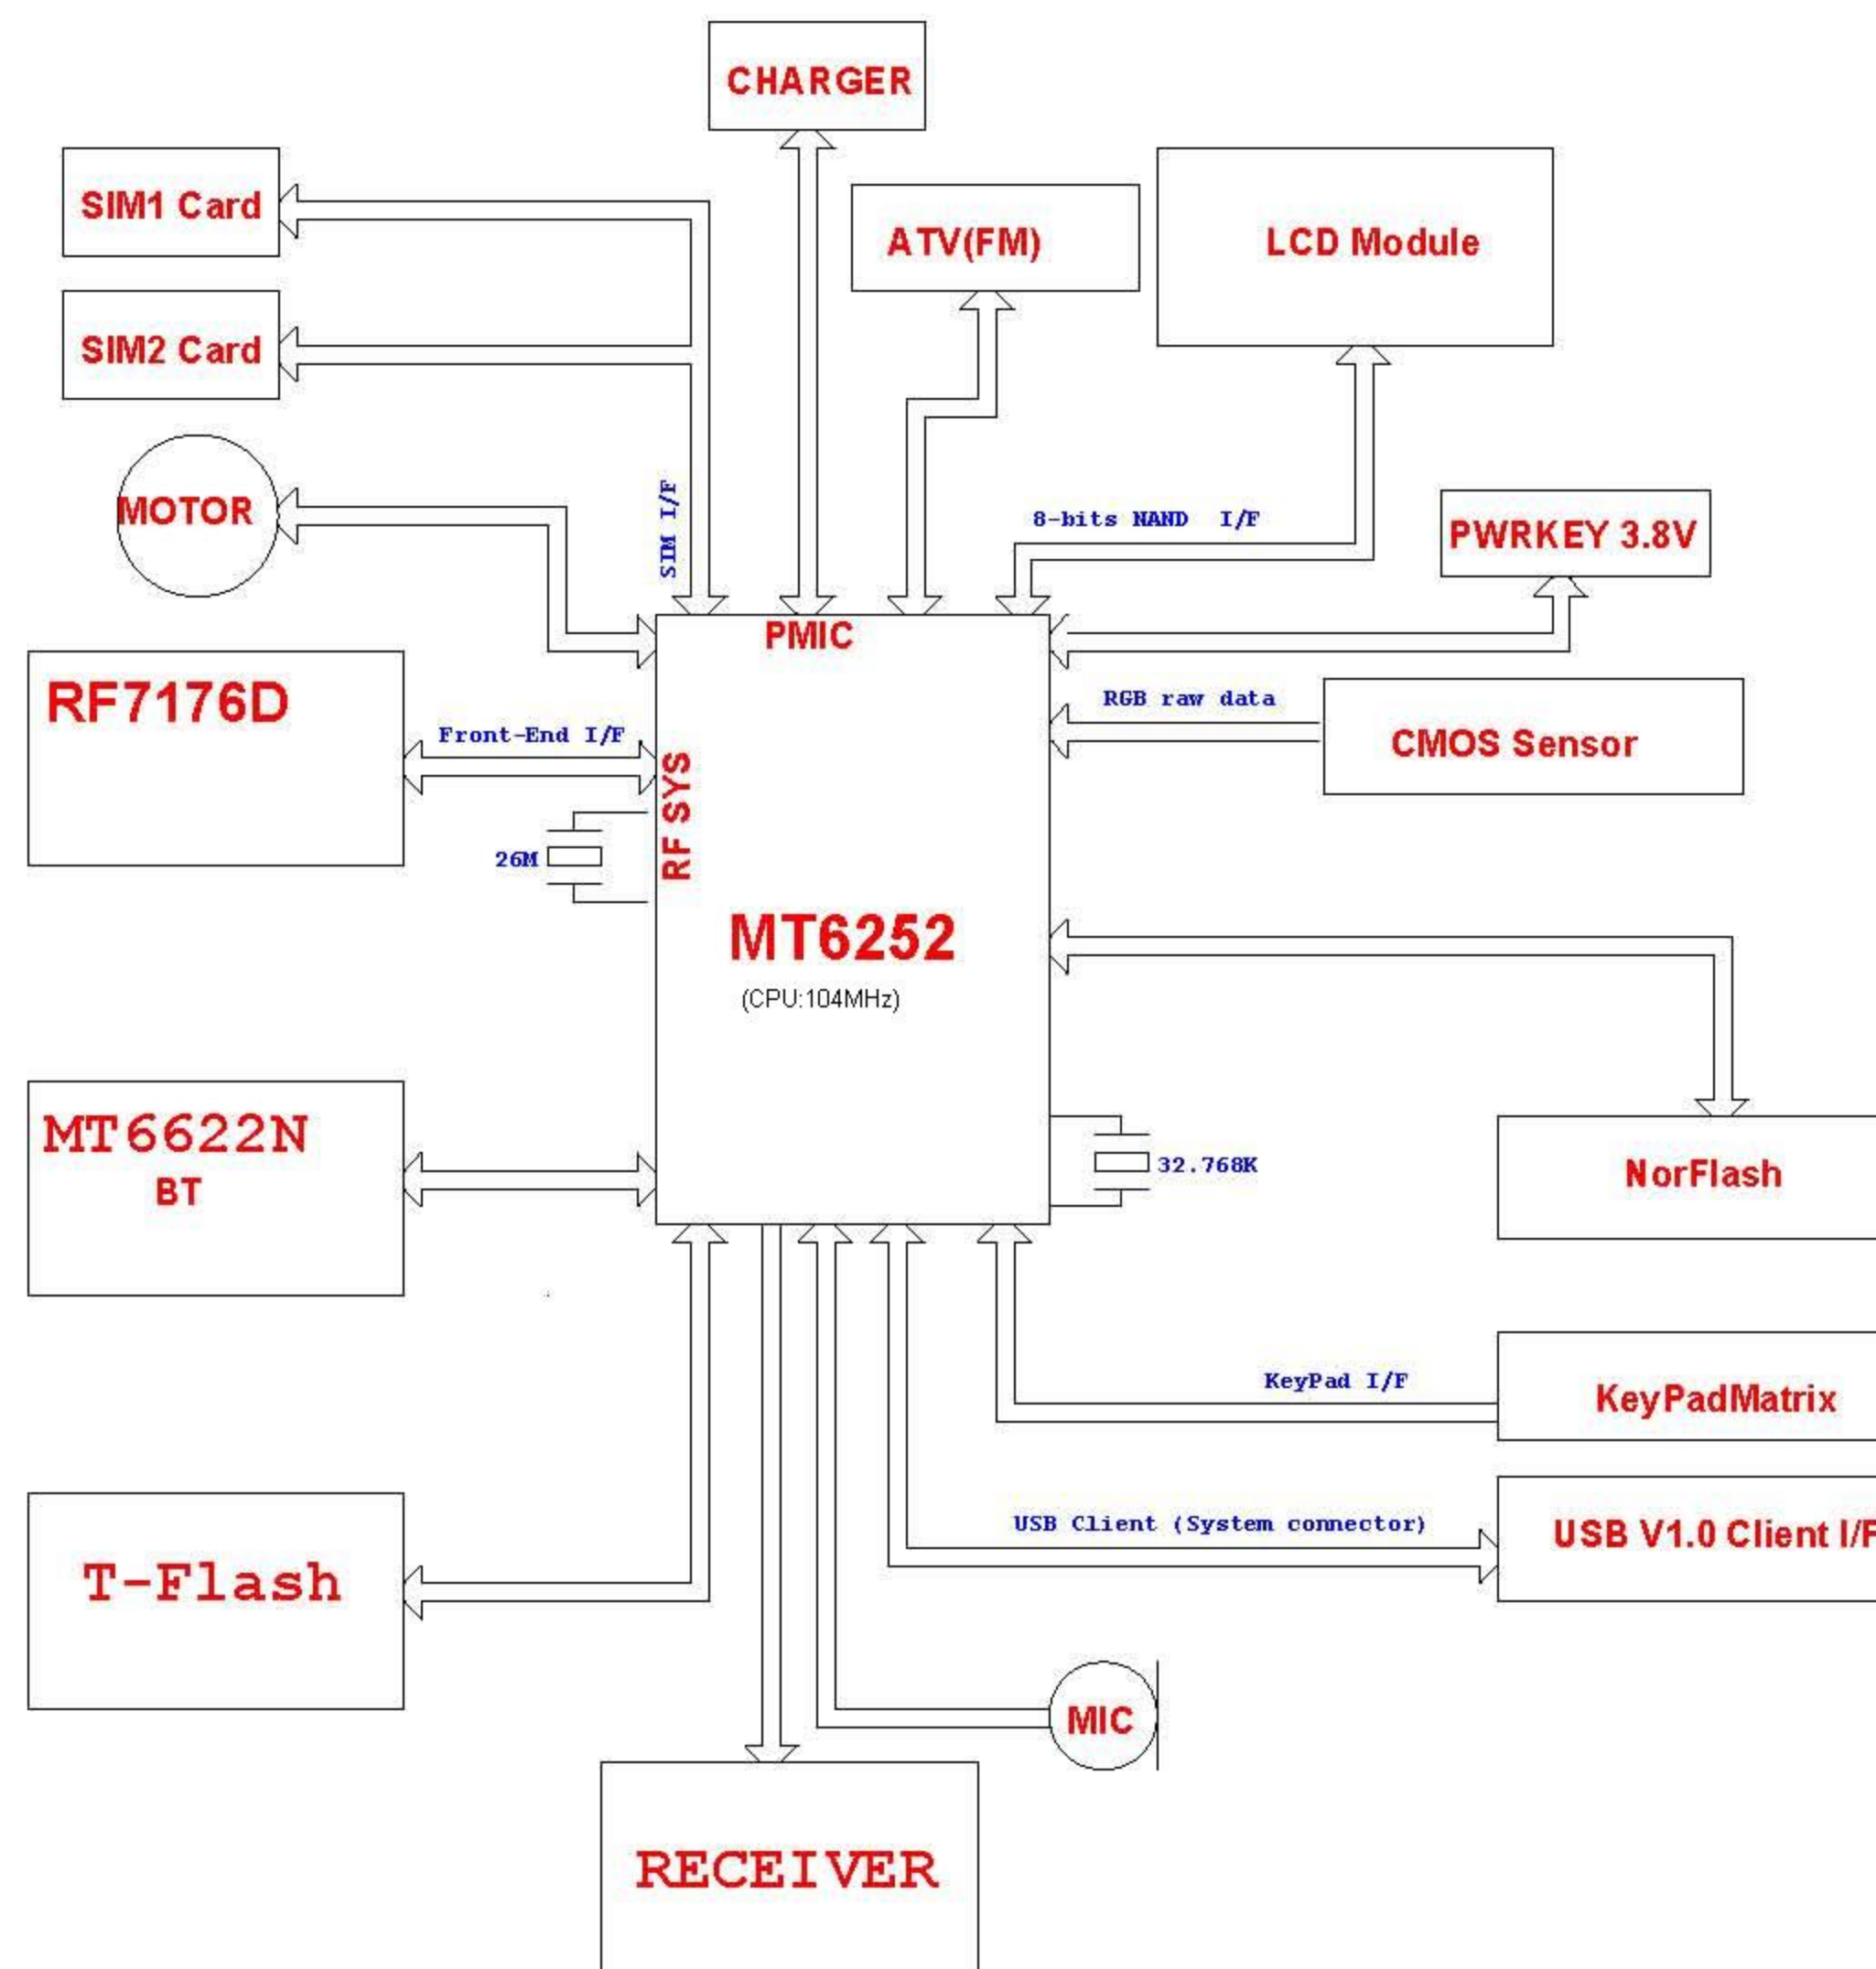 CHARGER
SIM1 Card
ATV(FM)
LCD Module
SIM2 Card
MOTOR
SIM I/F
8-bits NAND I/F
PWRKEY 3.8V
PMIC
RF7176D
Front-End I/F
RGB raw data
CMOS Sensor
RF SYS
26M
MT6252
(CPU:104MHz)
MT6622N
BT
32.768K
NorFlash
KeyPad I/F
KeyPadMatrix
USB Client (System connector)
USB V1.0 Client I/F
T-Flash
MIC
RECEIVER